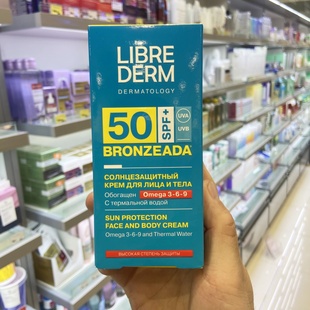 LIBRE
DERM
DERMATOLOGY
50 SPF+
UVA
UVB
BRONZEADA
СОЛНЦЕЗАЩИТНЫЙ
КРЕМ ДЛЯ ЛИЦА И ТЕЛА
Обогащен Omega 3-6-9
С термальной водой
SUN PROTECTION
FACE AND BODY CREAM
Omega 3-6-9 and Thermal Water
ВЫСОКАЯ СТЕПЕНЬ ЗАЩИТЫ